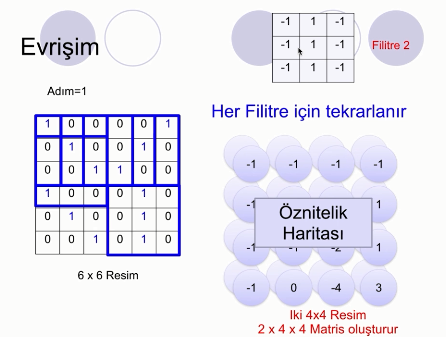 Evrişim
-1 1 -1
-1 1 -1
-1 1 -1
Filitre 2
Adım=1
Her Filitre için tekrarlanır
1 0 0 0 0 1
0 1 0 0 1 0
0 0 1 1 0 0
1 0 0 0 1 0
0 1 0 0 1 0
0 0 1 0 1 0
-1 -1 -1 -1
-1 1
Öznitelik
Haritası
-1 -1 -2 1
-1 0 -4 3
6 x 6 Resim
Iki 4x4 Resim
2 x 4 x 4 Matris oluşturur